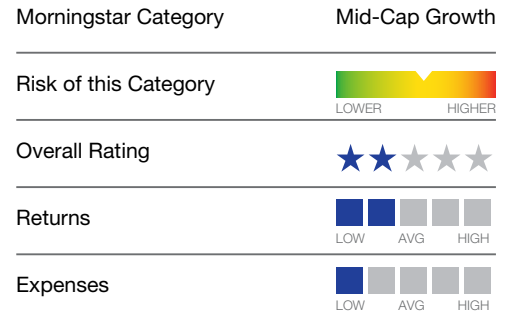 Morningstar Category Mid-Cap Growth
Risk of this Category
LOWER HIGHER
Overall Rating
Returns
LOW AVG HIGH
Expenses
LOW AVG HIGH